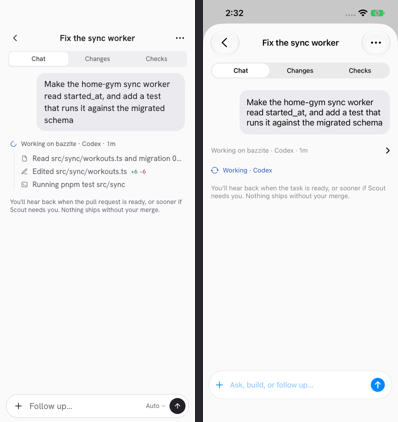 Fix the sync worker
Chat
Changes
Checks
Make the home-gym sync worker
read started_at, and add a test
that runs it against the migrated
schema
Working on bazzite · Codex · 1m
Read src/sync/workouts.ts and migration 0...
Edited src/sync/workouts.ts +6 -6
Running pnpm test src/sync
You'll hear back when the pull request is ready, or sooner if
Scout needs you. Nothing ships without your merge.
Follow up...
Auto
2:32
Fix the sync worker
Chat
Changes
Checks
Make the home-gym sync worker
read started_at, and add a test that
runs it against the migrated schema
Working on bazzite · Codex · 1m
Working · Codex
You'll hear back when the task is ready, or sooner if Scout
needs you. Nothing ships without your merge.
Ask, build, or follow up...